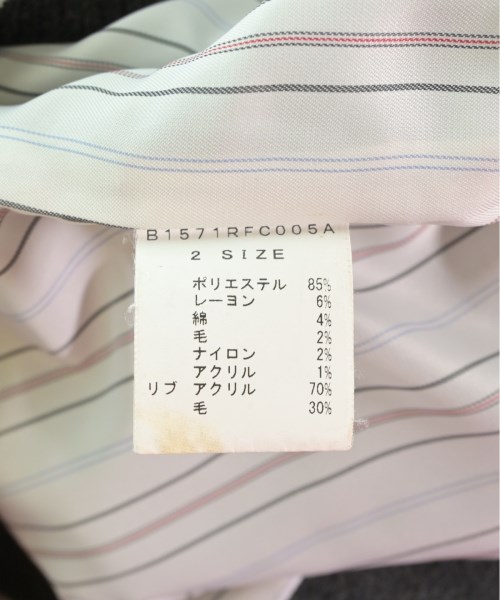 B1571RFC005A
2 SIZE
ポリエステル 85%
レーヨン 6%
綿 4%
毛 2%
ナイロン 2%
アクリル 1%
リブ アクリル 70%
毛 30%